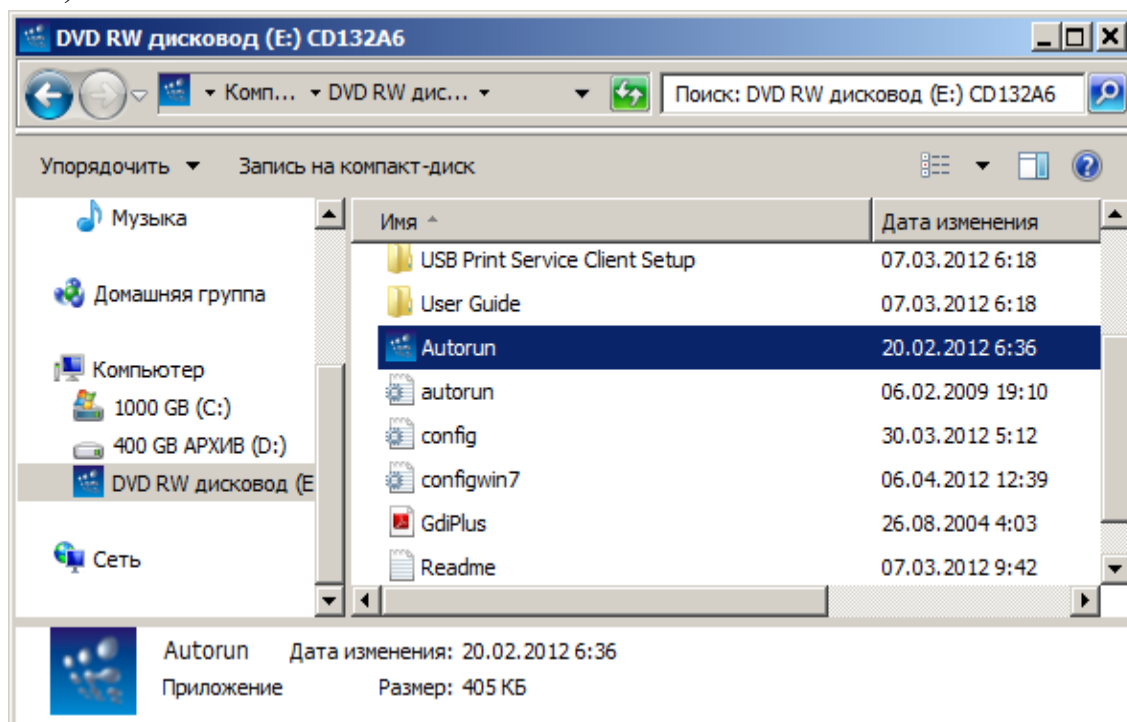 DVD RW дисковод (E:) CD132A6
Комп... DVD RW дис... Поиск: DVD RW дисковод (E:) CD132A6
Упорядочить Запись на компакт-диск
Музыка
Домашняя группа
Компьютер
1000 GB (C:)
400 GB АРХИВ (D:)
DVD RW дисковод (E
Сеть
Имя Дата изменения
USB Print Service Client Setup 07.03.2012 6:18
User Guide 07.03.2012 6:18
Autorun 20.02.2012 6:36
autorun 06.02.2009 19:10
config 30.03.2012 5:12
configwin7 06.04.2012 12:39
GdiPlus 26.08.2004 4:03
Readme 07.03.2012 9:42
Autorun Дата изменения: 20.02.2012 6:36
Приложение Размер: 405 КБ